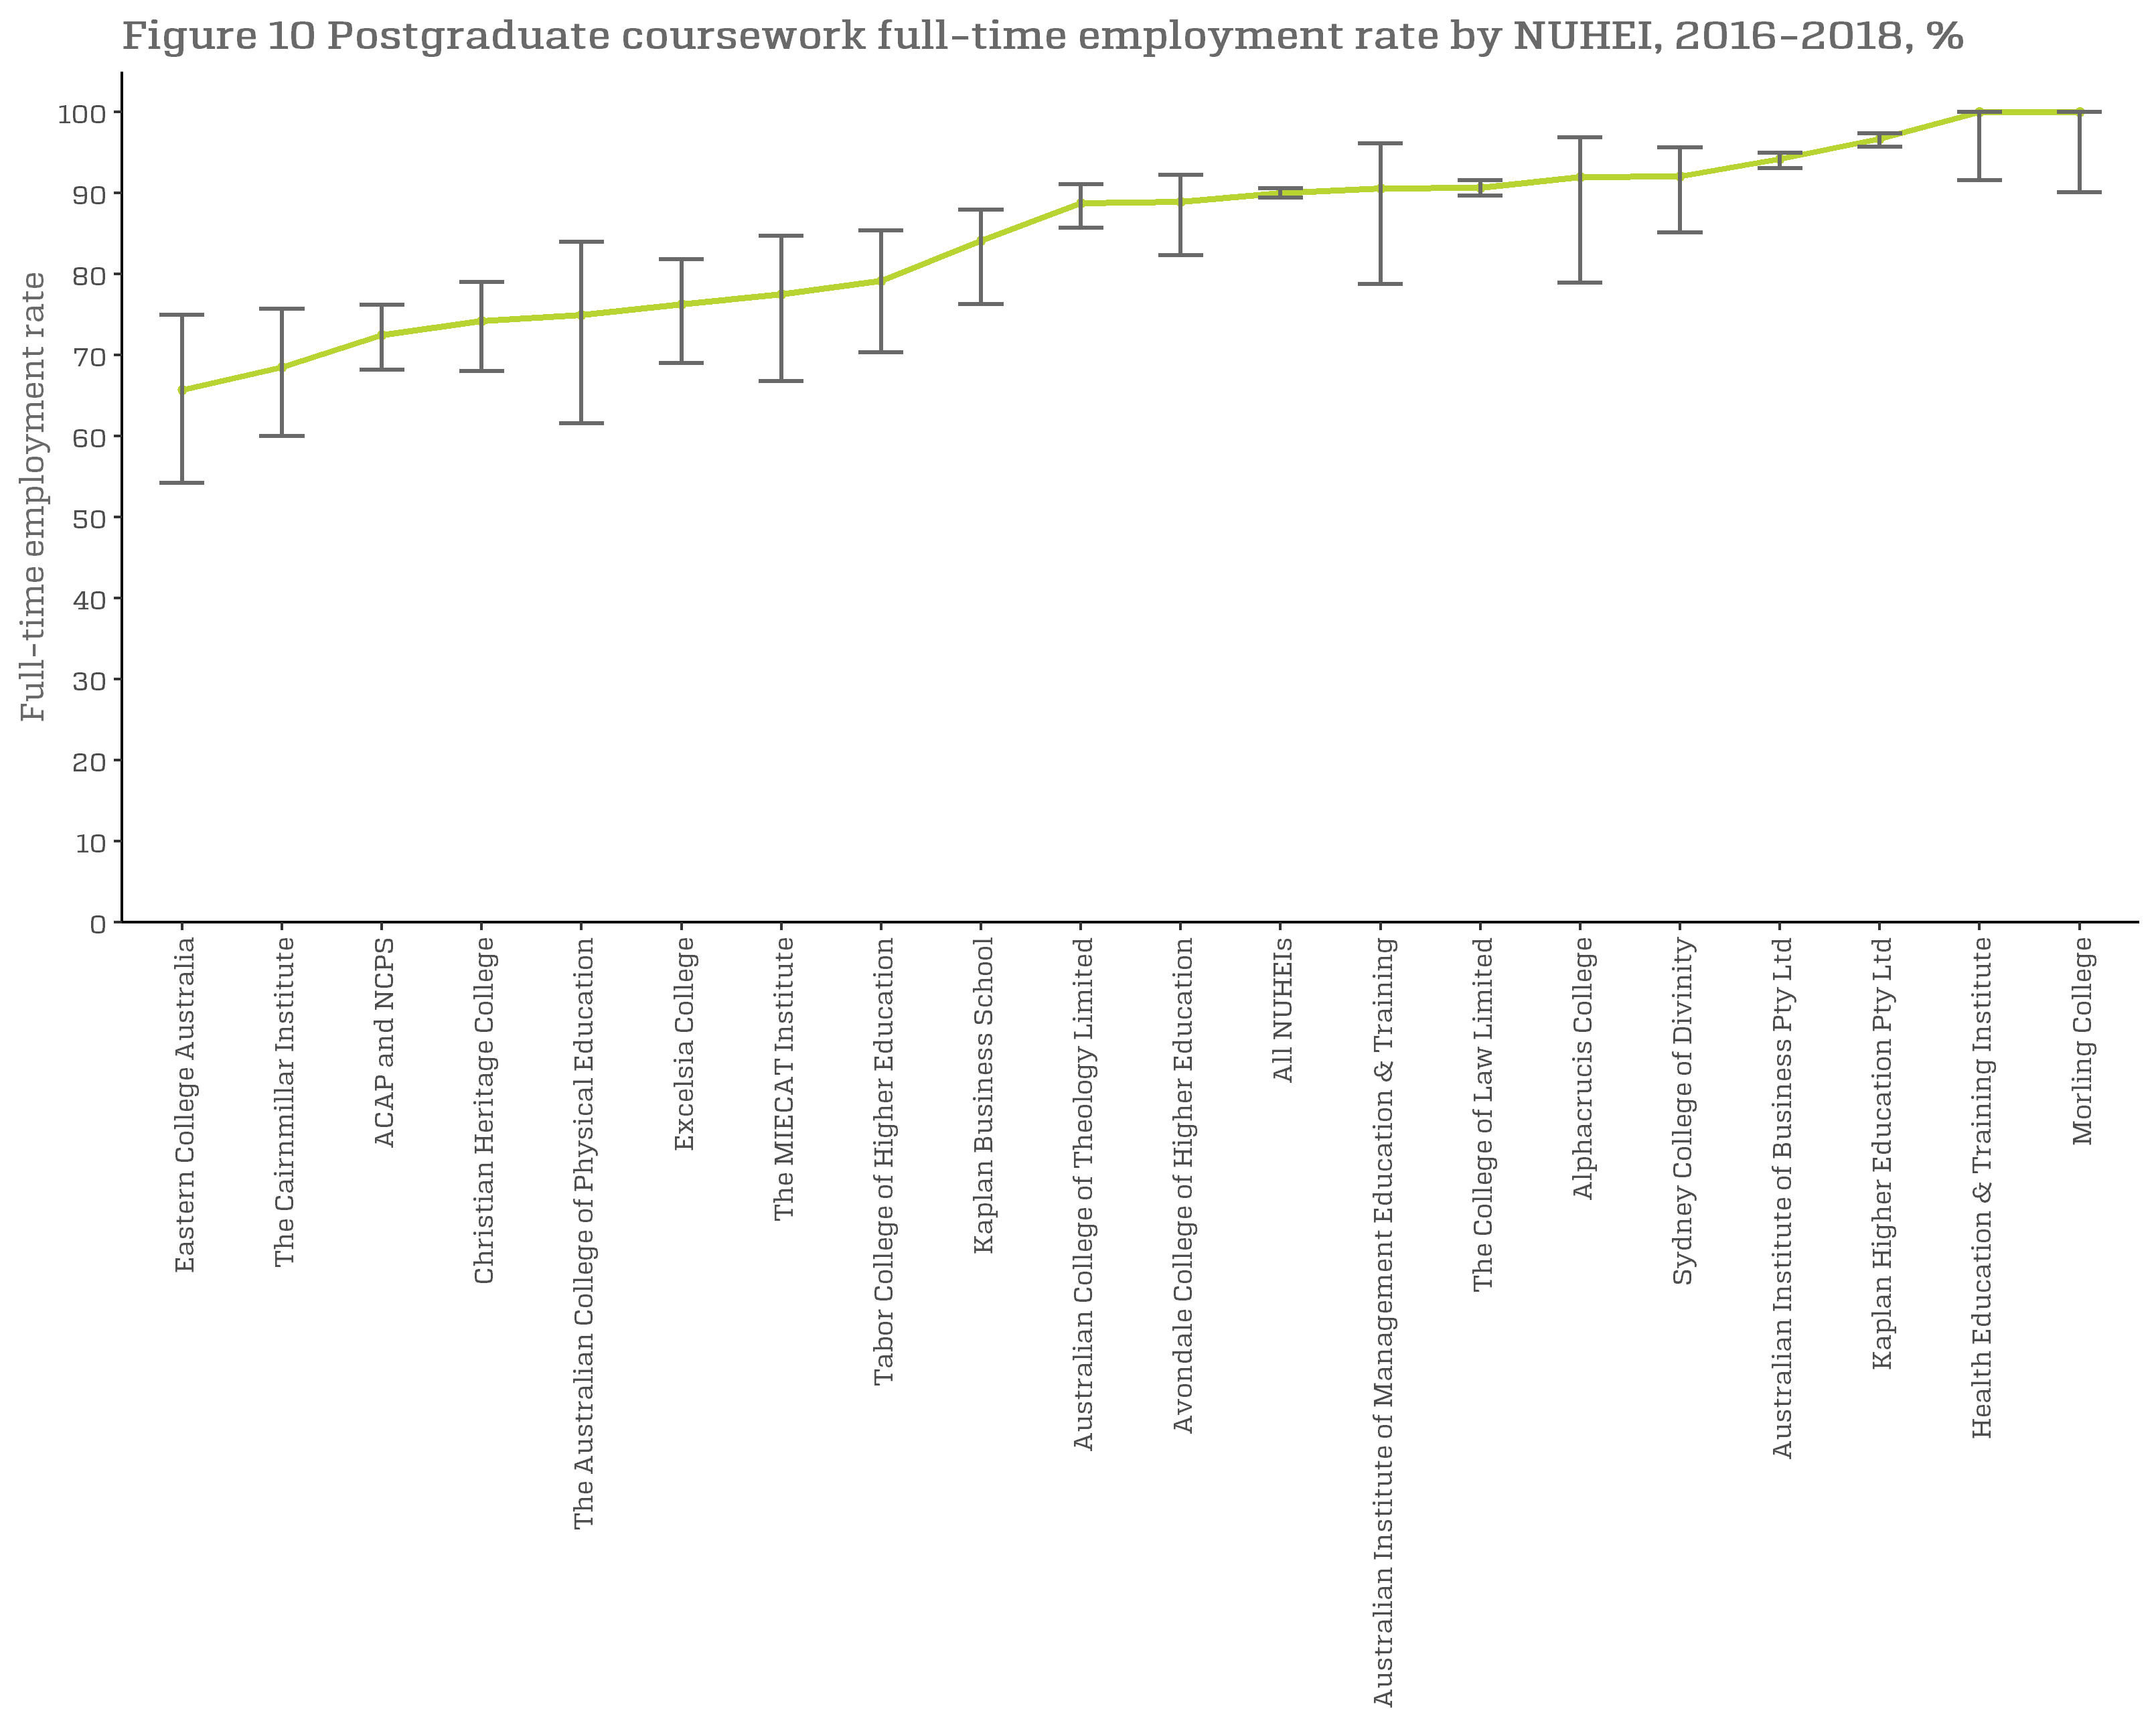 Figure 10 Postgraduate coursework full-time employment rate by NUHEI, 2016-2018, %
Full-time employment rate
100
90
80
70
60
50
40
30
20
10
0
Eastern College Australia
The Cairnmillar Institute
ACAP and NCPS
Christian Heritage College
The Australian College of Physical Education
Excelsia College
The MIECAT Institute
Tabor College of Higher Education
Kaplan Business School
Australian College of Theology Limited
Avondale College of Higher Education
All NUHEIs
Australian Institute of Management Education & Training
The College of Law Limited
Alphacrucis College
Sydney College of Divinity
Australian Institute of Business Pty Ltd
Kaplan Higher Education Pty Ltd
Health Education & Training Institute
Morling College